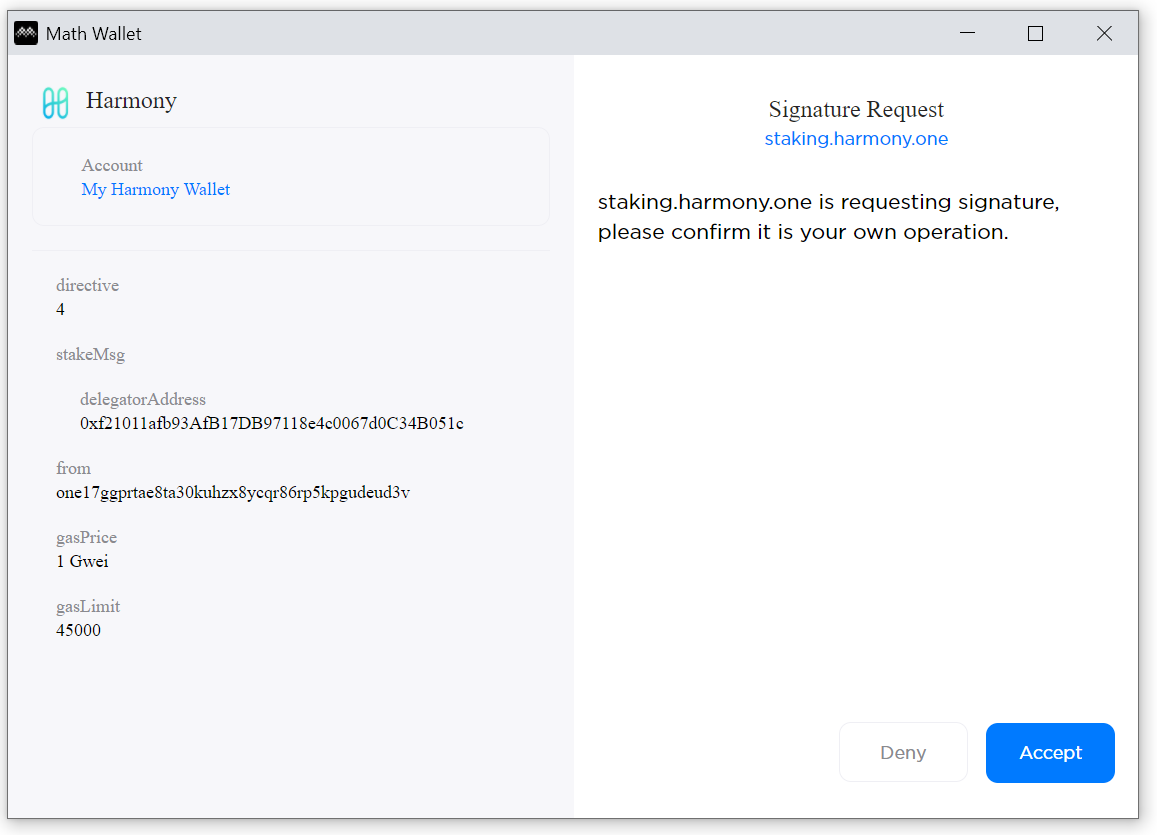 Math Wallet
Harmony
Account
My Harmony Wallet
directive
4
stakeMsg
delegatorAddress
0xf21011afb93AfB17DB97118e4c0067d0C34B051c
from
one17ggprtae8ta30kuhzx8ycqr86rp5kpgudeud3v
gasPrice
1 Gwei
gasLimit
45000
Signature Request
staking.harmony.one
staking.harmony.one is requesting signature,
please confirm it is your own operation.
Deny
Accept